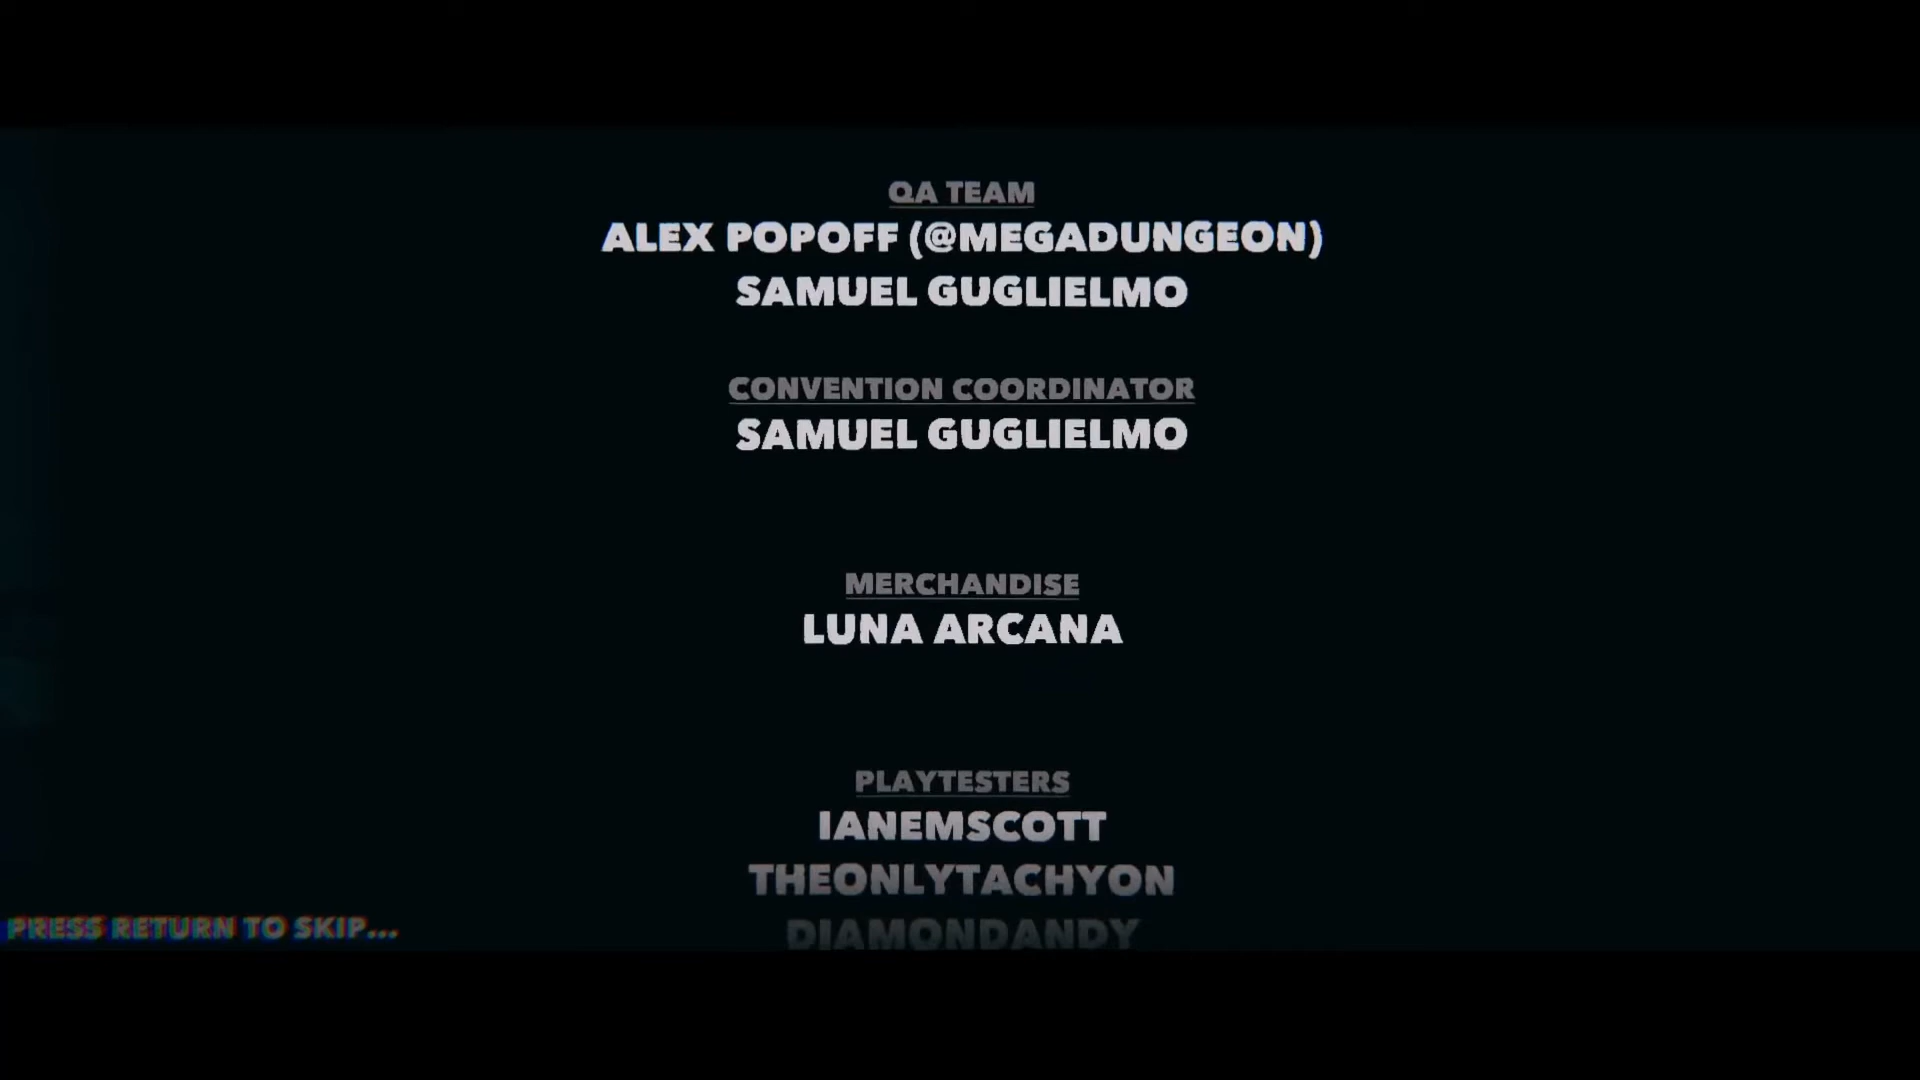 QA TEAM
ALEX POPOFF (@MEGADUNGEON)
SAMUEL GUGLIELMO
CONVENTION COORDINATOR
SAMUEL GUGLIELMO
MERCHANDISE
LUNA ARCANA
PLAYTESTERS
IANEMSCOTT
THEONLYTACHYON
DIAMONDANDY
PRESS RETURN TO SKIP...